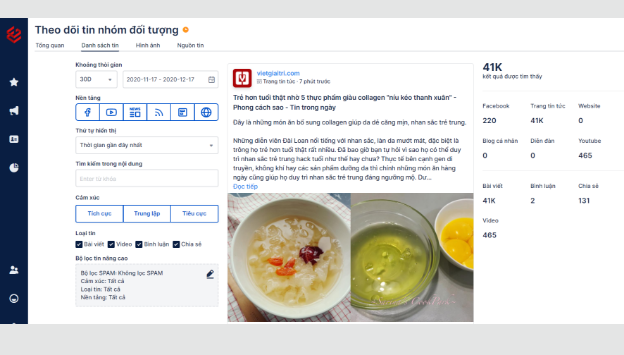 Theo dõi tin nhóm đối tượng
Tổng quan
Danh sách tin
Hình ảnh
Nguồn tin
Khoảng thời gian
30D
2020-11-17 - 2020-12-17
Nền tảng
NEWS
Thứ tự hiển thị
Thời gian gần đây nhất
Tìm kiếm trong nội dung
Enter từ khóa
Cảm xúc
Tích cực
Trung lập
Tiêu cực
Loại tin
Bài viết
Video
Bình luận
Chia sẻ
Bộ lọc tin nâng cao
Bộ lọc SPAM: Không lọc SPAM
Cảm xúc: Tất cả
Loại tin: Tất cả
Nền tảng: Tất cả
vietgiaitri.com
Trang tin tức - 7 phút trước
Trẻ hơn tuổi thật nhờ 5 thực phẩm giàu collagen "níu kéo thanh xuân" -
Phong cách sao - Tin trong ngày
Đây là những món ăn bổ sung collagen giúp da dẻ căng mịn, nhan sắc trẻ trung.
Những diễn viên Đài Loan nổi tiếng với nhan sắc, làn da mướt mát, đặc biệt là
trông họ trẻ hơn tuổi thật rất nhiều. Đã bao giờ bạn tự hỏi vì sao họ có thể duy
trì nhan sắc trẻ trung hack tuổi như thế hay chưa? Thực tế bên cạnh gen di
truyền, không khí hay các sản phẩm dưỡng da thì chính những món ăn hàng
ngày cũng giúp họ duy trì nhan sắc trẻ trung đáng ngưỡng mộ. Dư...
Đọc tiếp
41K
kết quả được tìm thấy
Facebook
Trang tin tức
Website
220
41K
0
Blog cá nhân
Diễn đàn
Youtube
0
0
465
Bài viết
Bình luận
Chia sẻ
41K
2
131
Video
465